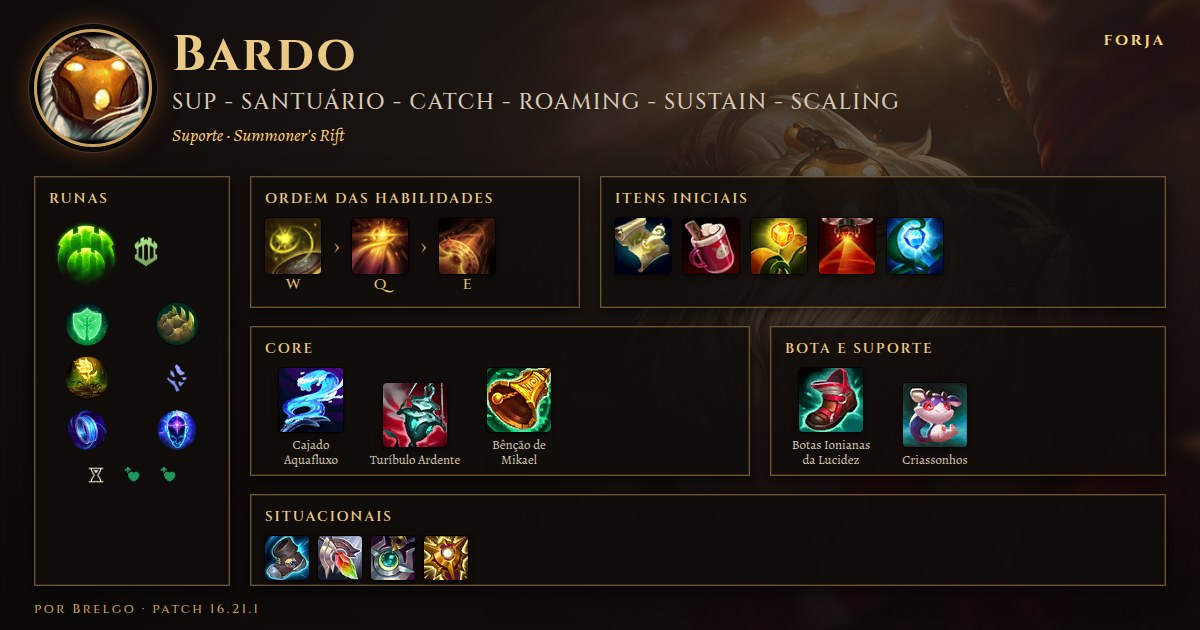 Bardo
FORJA
SUP - SANTUÁRIO - CATCH - ROAMING - SUSTAIN - SCALING
Suporte · Summoner's Rift
RUNAS
ORDEM DAS HABILIDADES
W › Q › E
ITENS INICIAIS
CORE
Cajado
Aquafluxo
Turíbulo Ardente
Bênção de
Mikael
BOTA E SUPORTE
Botas Ionianas
da Lucidez
Criassonhos
SITUACIONAIS
POR BRELGO · PATCH 16.21.1